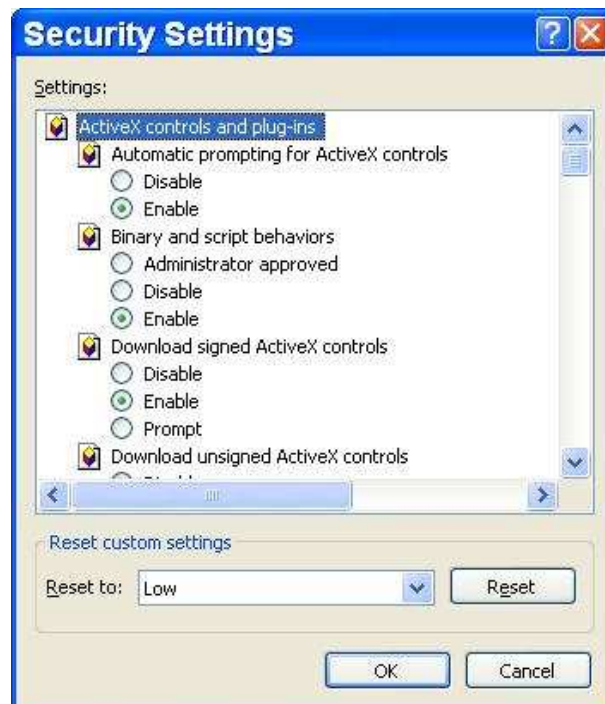 Security Settings
Settings:
ActiveX controls and plug-ins
Automatic prompting for ActiveX controls
Disable
Enable
Binary and script behaviors
Administrator approved
Disable
Enable
Download signed ActiveX controls
Disable
Enable
Prompt
Download unsigned ActiveX controls
Reset custom settings
Reset to: Low Reset
OK Cancel